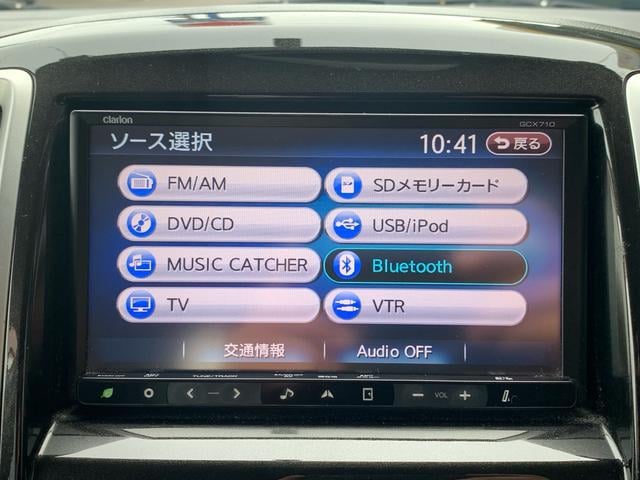 clarion
GCX710
ソース選択
10:41
戻る
FM/AM
SDメモリーカード
DVD/CD
USB/iPod
MUSIC CATCHER
Bluetooth
TV
VTR
交通情報
Audio OFF
TUNE/TRACK
VOL